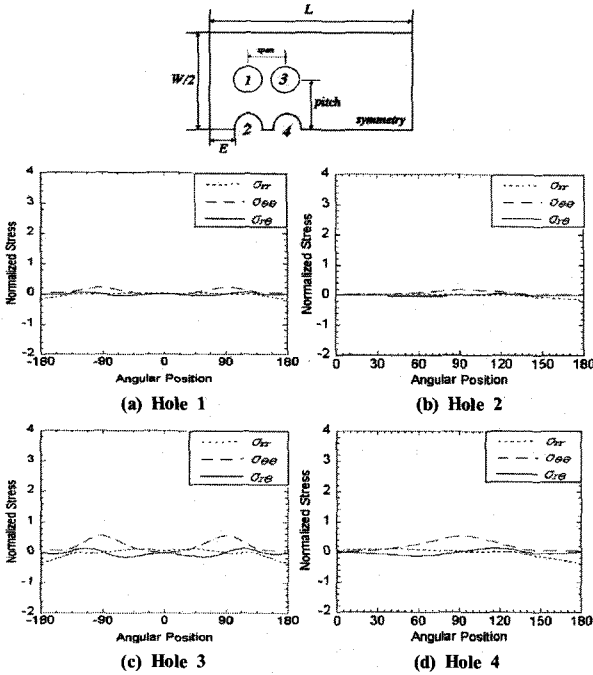 L
span
W/2
1 3
pitch
symmetry
2 4
E
4
3
2
1
0
-1
-2
Normalized Stress
σrr
σθθ
σrθ
-180 -90 0 90 180
Angular Position
(a) Hole 1
4
3
2
1
0
-1
-2
Normalized Stress
σrr
σθθ
σrθ
0 30 60 90 120 150 180
Angular Position
(b) Hole 2
4
3
2
1
0
-1
-2
Normalized Stress
σrr
σθθ
σrθ
-180 -90 0 90 180
Angular Position
(c) Hole 3
4
3
2
1
0
-1
-2
Normalized Stress
σrr
σθθ
σrθ
0 30 60 90 120 150 180
Angular Position
(d) Hole 4